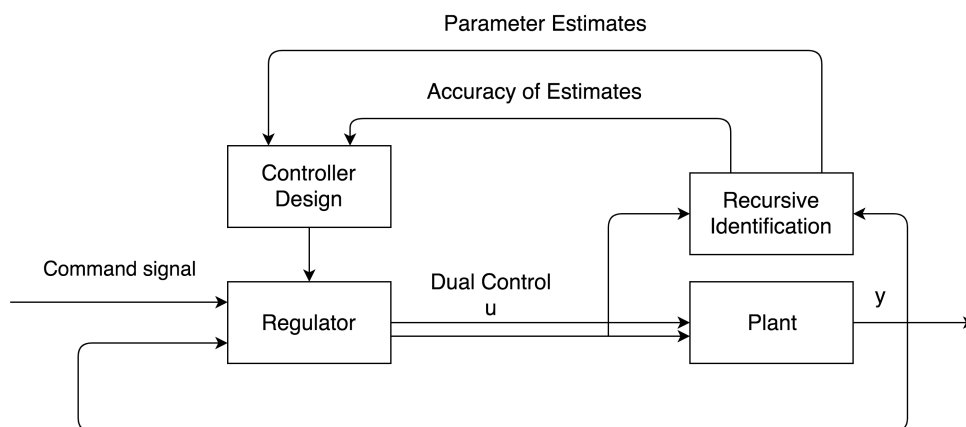 Parameter Estimates
Accuracy of Estimates
Controller
Design
Recursive
Identification
Command signal
Dual Control
u
y
Regulator
Plant